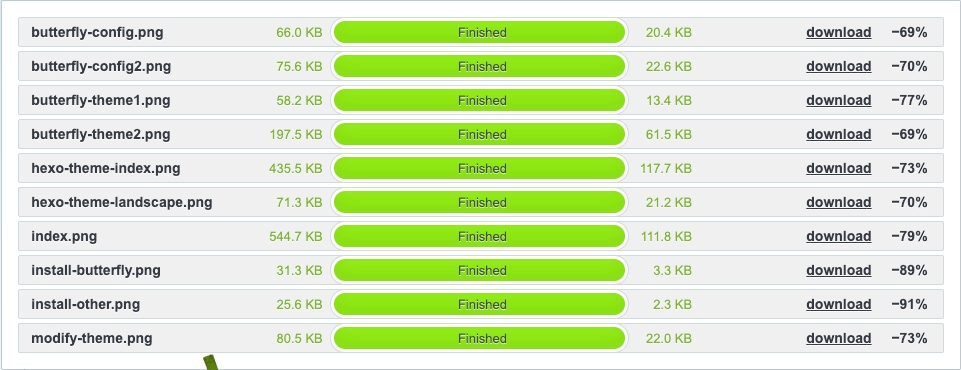 butterfly-config.png 66.0 KB Finished 20.4 KB download −69%
butterfly-config2.png 75.6 KB Finished 22.6 KB download −70%
butterfly-theme1.png 58.2 KB Finished 13.4 KB download −77%
butterfly-theme2.png 197.5 KB Finished 61.5 KB download −69%
hexo-theme-index.png 435.5 KB Finished 117.7 KB download −73%
hexo-theme-landscape.png 71.3 KB Finished 21.2 KB download −70%
index.png 544.7 KB Finished 111.8 KB download −79%
install-butterfly.png 31.3 KB Finished 3.3 KB download −89%
install-other.png 25.6 KB Finished 2.3 KB download −91%
modify-theme.png 80.5 KB Finished 22.0 KB download −73%